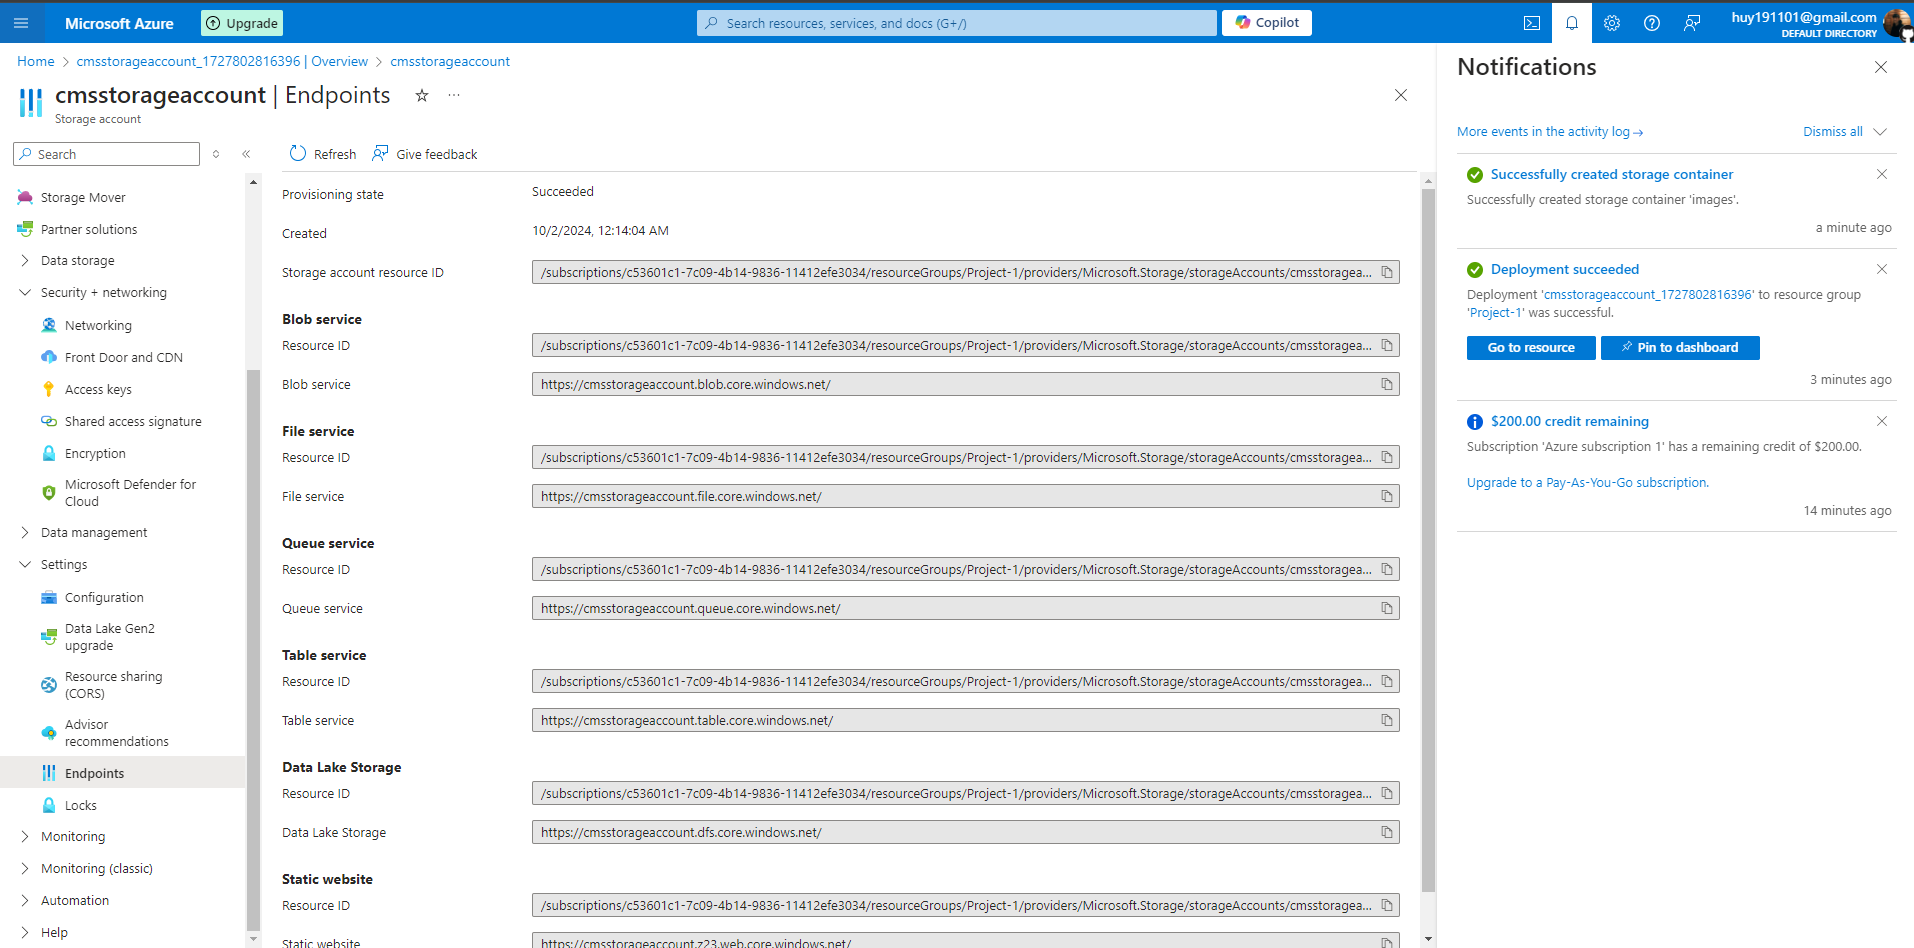 Microsoft Azure
Upgrade
Search resources, services, and docs (G+/)
Copilot
huy191101@gmail.com
DEFAULT DIRECTORY
Home > cmsstorageaccount_1727802816396 | Overview > cmsstorageaccount
cmsstorageaccount | Endpoints
Storage account
Search
Storage Mover
Partner solutions
Data storage
Security + networking
Networking
Front Door and CDN
Access keys
Shared access signature
Encryption
Microsoft Defender for
Cloud
Data management
Settings
Configuration
Data Lake Gen2
upgrade
Resource sharing
(CORS)
Advisor
recommendations
Endpoints
Locks
Monitoring
Monitoring (classic)
Automation
Help
Refresh
Give feedback
Provisioning state
Succeeded
Created
10/2/2024, 12:14:04 AM
Storage account resource ID
/subscriptions/c53601c1-7c09-4b14-9836-11412efe3034/resourceGroups/Project-1/providers/Microsoft.Storage/storageAccounts/cmsstoragea...
Blob service
Resource ID
/subscriptions/c53601c1-7c09-4b14-9836-11412efe3034/resourceGroups/Project-1/providers/Microsoft.Storage/storageAccounts/cmsstoragea...
Blob service
https://cmsstorageaccount.blob.core.windows.net/
File service
Resource ID
/subscriptions/c53601c1-7c09-4b14-9836-11412efe3034/resourceGroups/Project-1/providers/Microsoft.Storage/storageAccounts/cmsstoragea...
File service
https://cmsstorageaccount.file.core.windows.net/
Queue service
Resource ID
/subscriptions/c53601c1-7c09-4b14-9836-11412efe3034/resourceGroups/Project-1/providers/Microsoft.Storage/storageAccounts/cmsstoragea...
Queue service
https://cmsstorageaccount.queue.core.windows.net/
Table service
Resource ID
/subscriptions/c53601c1-7c09-4b14-9836-11412efe3034/resourceGroups/Project-1/providers/Microsoft.Storage/storageAccounts/cmsstoragea...
Table service
https://cmsstorageaccount.table.core.windows.net/
Data Lake Storage
Resource ID
/subscriptions/c53601c1-7c09-4b14-9836-11412efe3034/resourceGroups/Project-1/providers/Microsoft.Storage/storageAccounts/cmsstoragea...
Data Lake Storage
https://cmsstorageaccount.dfs.core.windows.net/
Static website
Resource ID
/subscriptions/c53601c1-7c09-4b14-9836-11412efe3034/resourceGroups/Project-1/providers/Microsoft.Storage/storageAccounts/cmsstoragea...
Static website
https://cmsstorageaccount.z23.web.core.windows.net/
Notifications
More events in the activity log →
Dismiss all
Successfully created storage container
Successfully created storage container 'images'.
a minute ago
Deployment succeeded
Deployment 'cmsstorageaccount_1727802816396' to resource group
'Project-1' was successful.
Go to resource
Pin to dashboard
3 minutes ago
$200.00 credit remaining
Subscription 'Azure subscription 1' has a remaining credit of $200.00.
Upgrade to a Pay-As-You-Go subscription.
14 minutes ago